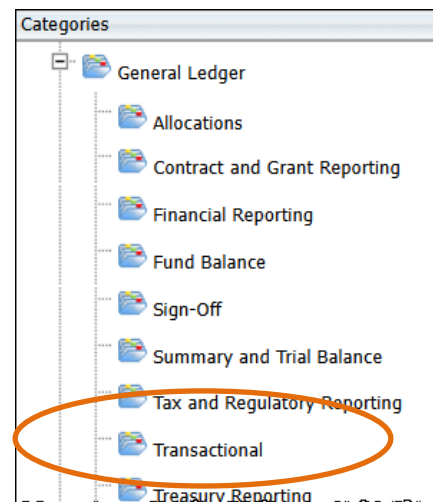 Categories
General Ledger
Allocations
Contract and Grant Reporting
Financial Reporting
Fund Balance
Sign-Off
Summary and Trial Balance
Tax and Regulatory Reporting
Transactional
Treasury Reporting